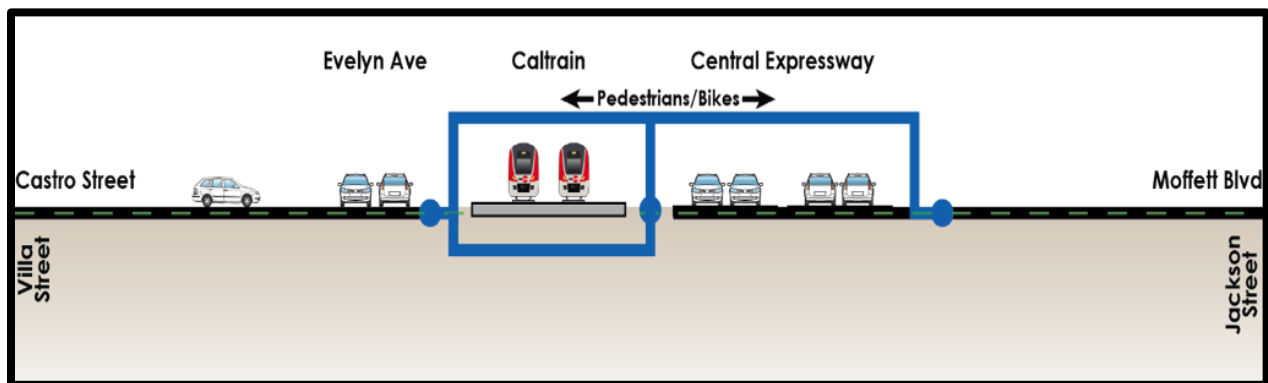 Evelyn Ave
Caltrain
Central Expressway
Pedestrians/Bikes
Castro Street
Moffett Blvd
Villa
Street
Jackson
Street